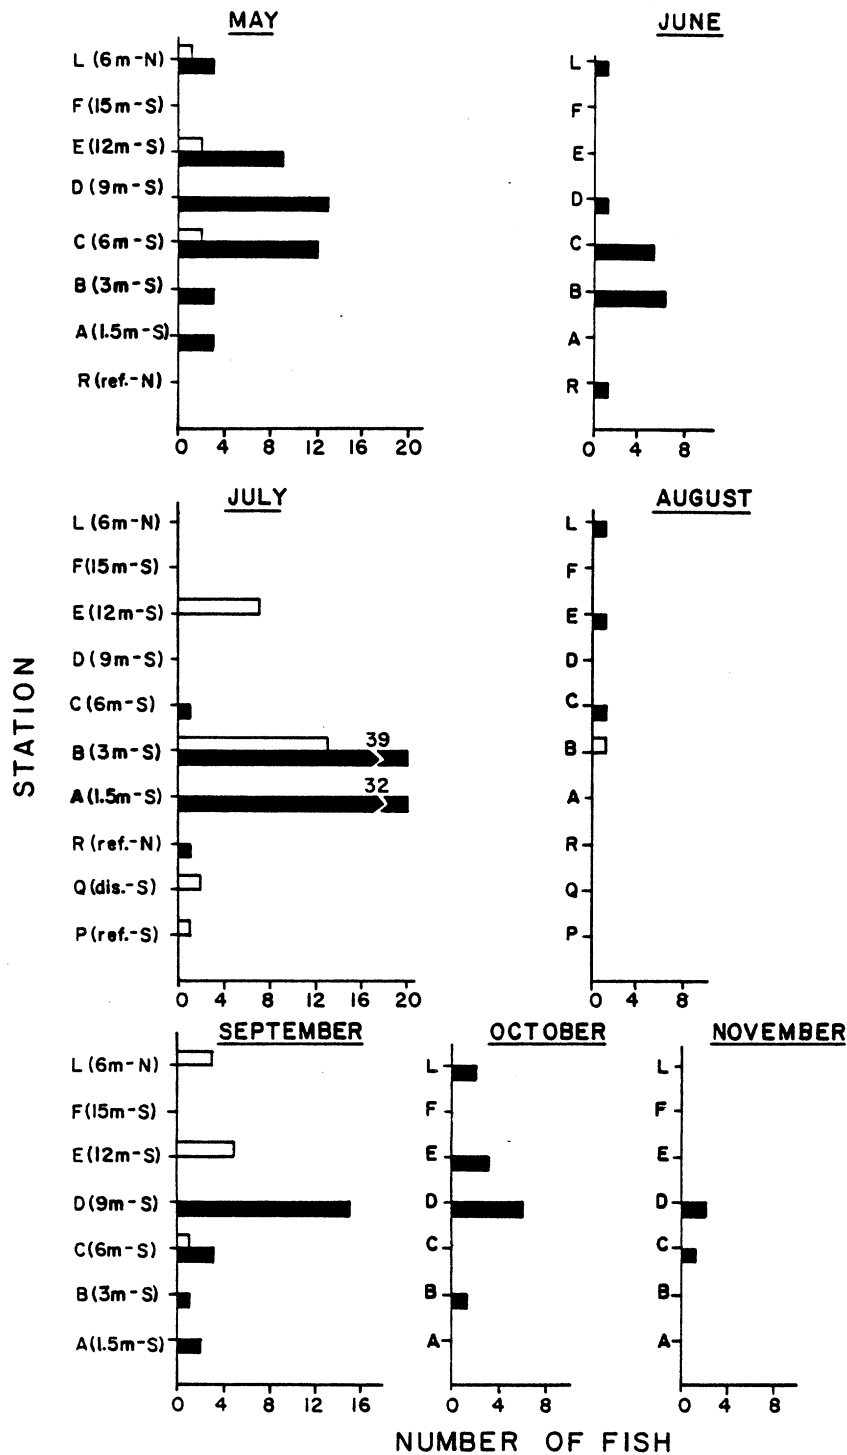 MAY
L (6m-N)
F (15m-S)
E (12m-S)
D (9m-S)
C (6m-S)
B (3m-S)
A (1.5m-S)
R (ref.-N)
0 4 8 12 16 20
JUNE
L
F
E
D
C
B
A
R
0 4 8
JULY
L (6m-N)
F(15m-S)
E(12m-S)
D(9m-S)
C (6m-S)
B (3m-S)
A (1.5m-S)
R (ref.-N)
Q(dis.-S)
P(ref.-S)
39
32
0 4 8 12 16 20
AUGUST
L
F
E
D
C
B
A
R
Q
P
0 4 8
SEPTEMBER
L (6m-N)
F(15m-S)
E(12m-S)
D(9m-S)
C(6m-S)
B(3m-S)
A(1.5m-S)
0 4 8 12 16
OCTOBER
L
F
E
D
C
B
A
0 4 8
NOVEMBER
L
F
E
D
C
B
A
0 4 8
STATION
NUMBER OF FISH